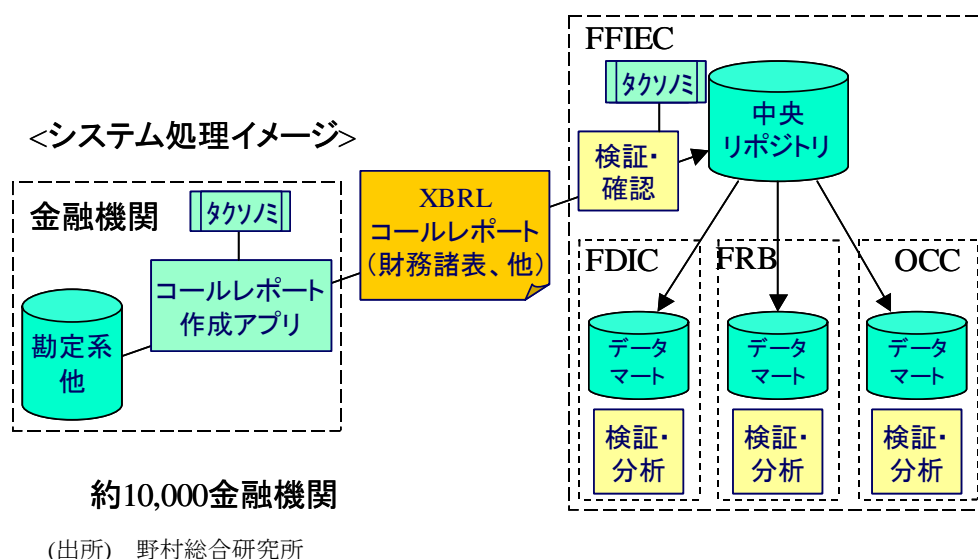 <システム処理イメージ>
金融機関
タクソノミ
コールレポート
作成アプリ
勘定系
他
約10,000金融機関
XBRL
コールレポート
(財務諸表、他)
FFIEC
タクソノミ
検証・
確認
中央
リポジトリ
FDIC
データ
マート
検証・
分析
FRB
データ
マート
検証・
分析
OCC
データ
マート
検証・
分析
(出所) 野村総合研究所